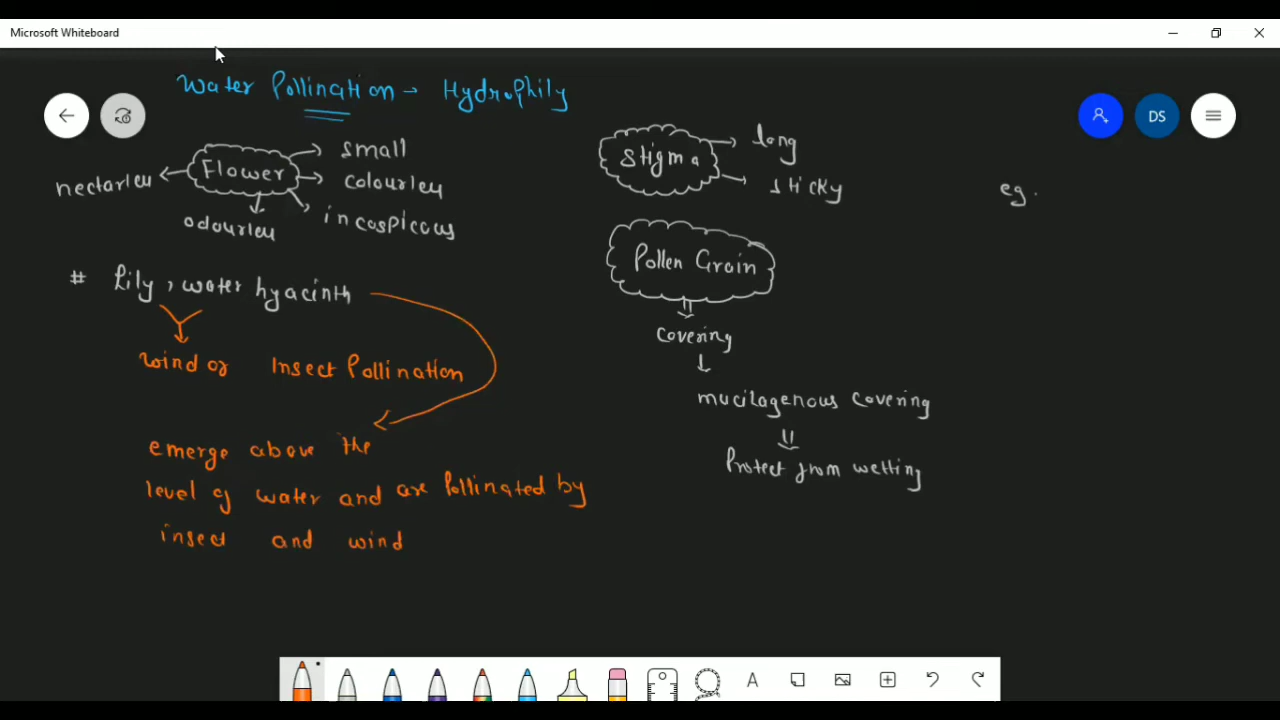 Microsoft Whiteboard
Water Pollination → Hydrophily
DS
Flower
small
colourless
nectarless
odourless
incospicous
Stigma
long
sticky
eg.
Pollen Grain
covering
mucilagenous covering
Protect from wetting
# Lily, water hyacinth
wind or Insect Pollination
emerge above the
level of water and are Pollinated by
insect and wind
A